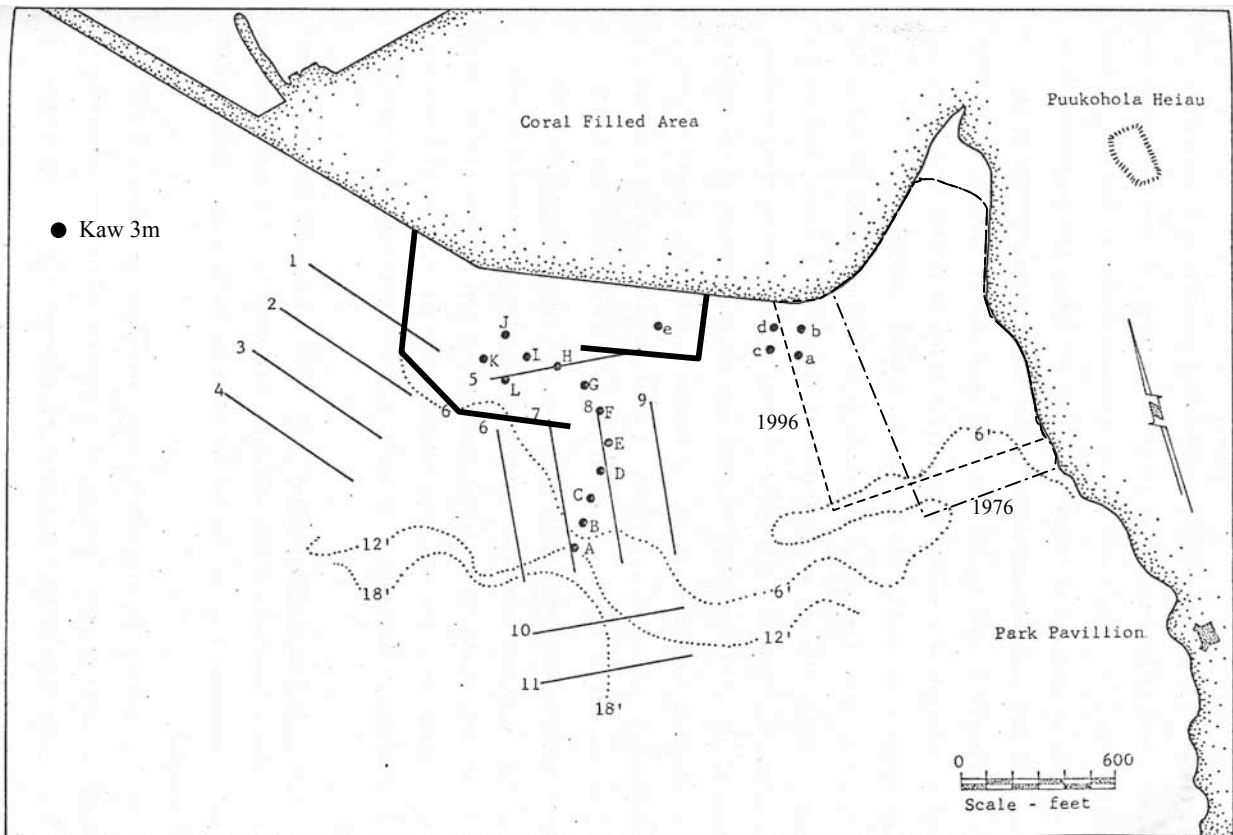 Puukohola Heiau
Coral Filled Area
Kaw 3m
1
2
3
4
J
K
I
H
5
L
e
d
b
c
a
G
6
6
7
8
F
9
E
D
C
B
A
1996
6'
1976
12'
18'
6'
10
12'
11
18'
Park Pavillion
0 600
Scale - feet